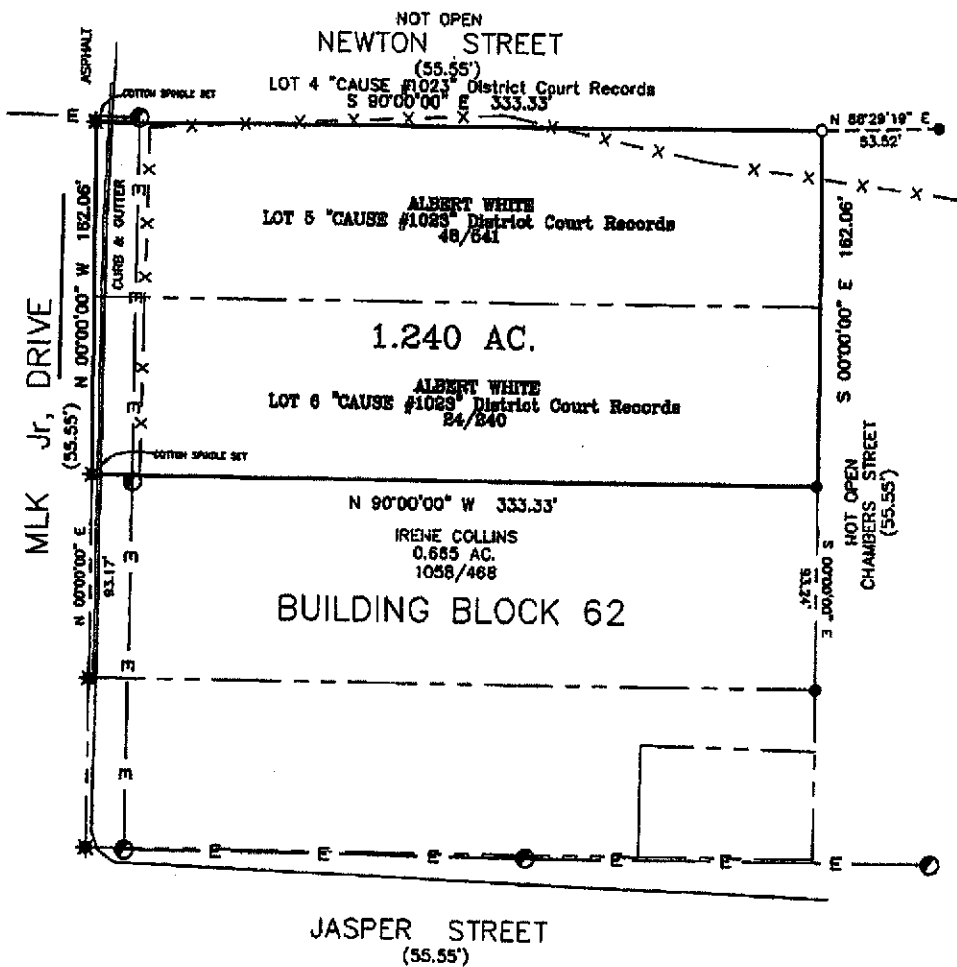 NOT OPEN
NEWTON STREET
(55.55')
LOT 4 "CAUSE #1023" District Court Records
S 90°00'00" E 333.33'
ASPHALT
COTTON SPINDLE SET
E
N 88°29'19" E
53.52'
ALBERT WHITE
LOT 5 "CAUSE #1023" District Court Records
48/541
CURB & GUTTER
N 00°00'00" W 162.06'
S 00°00'00" E 162.06'
1.240 AC.
MLK Jr, DRIVE
(55.55')
ALBERT WHITE
LOT 6 "CAUSE #1023" District Court Records
24/240
COTTON SPINDLE SET
N 90°00'00" W 333.33'
NOT OPEN
CHAMBERS STREET
(55.55')
IRENE COLLINS
0.665 AC.
1058/468
N 00°00'00" E
93.17'
S 00°00'00" E
93.24'
BUILDING BLOCK 62
E E E E E
JASPER STREET
(55.55')